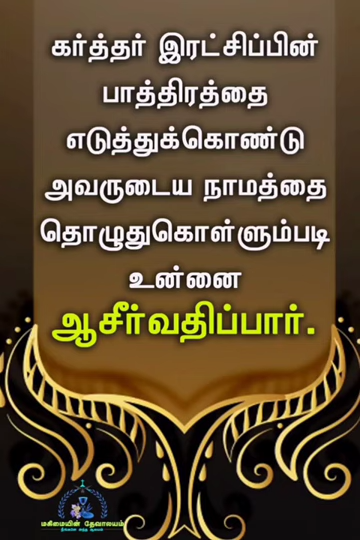 கர்த்தர் இரட்சிப்பின்
பாத்திரத்தை
எடுத்துக்கொண்டு
அவருடைய நாமத்தை
தொழுதுகொள்ளும்படி
உன்னை
ஆசீர்வதிப்பார்.
மகிமையின் தேவாலயம்